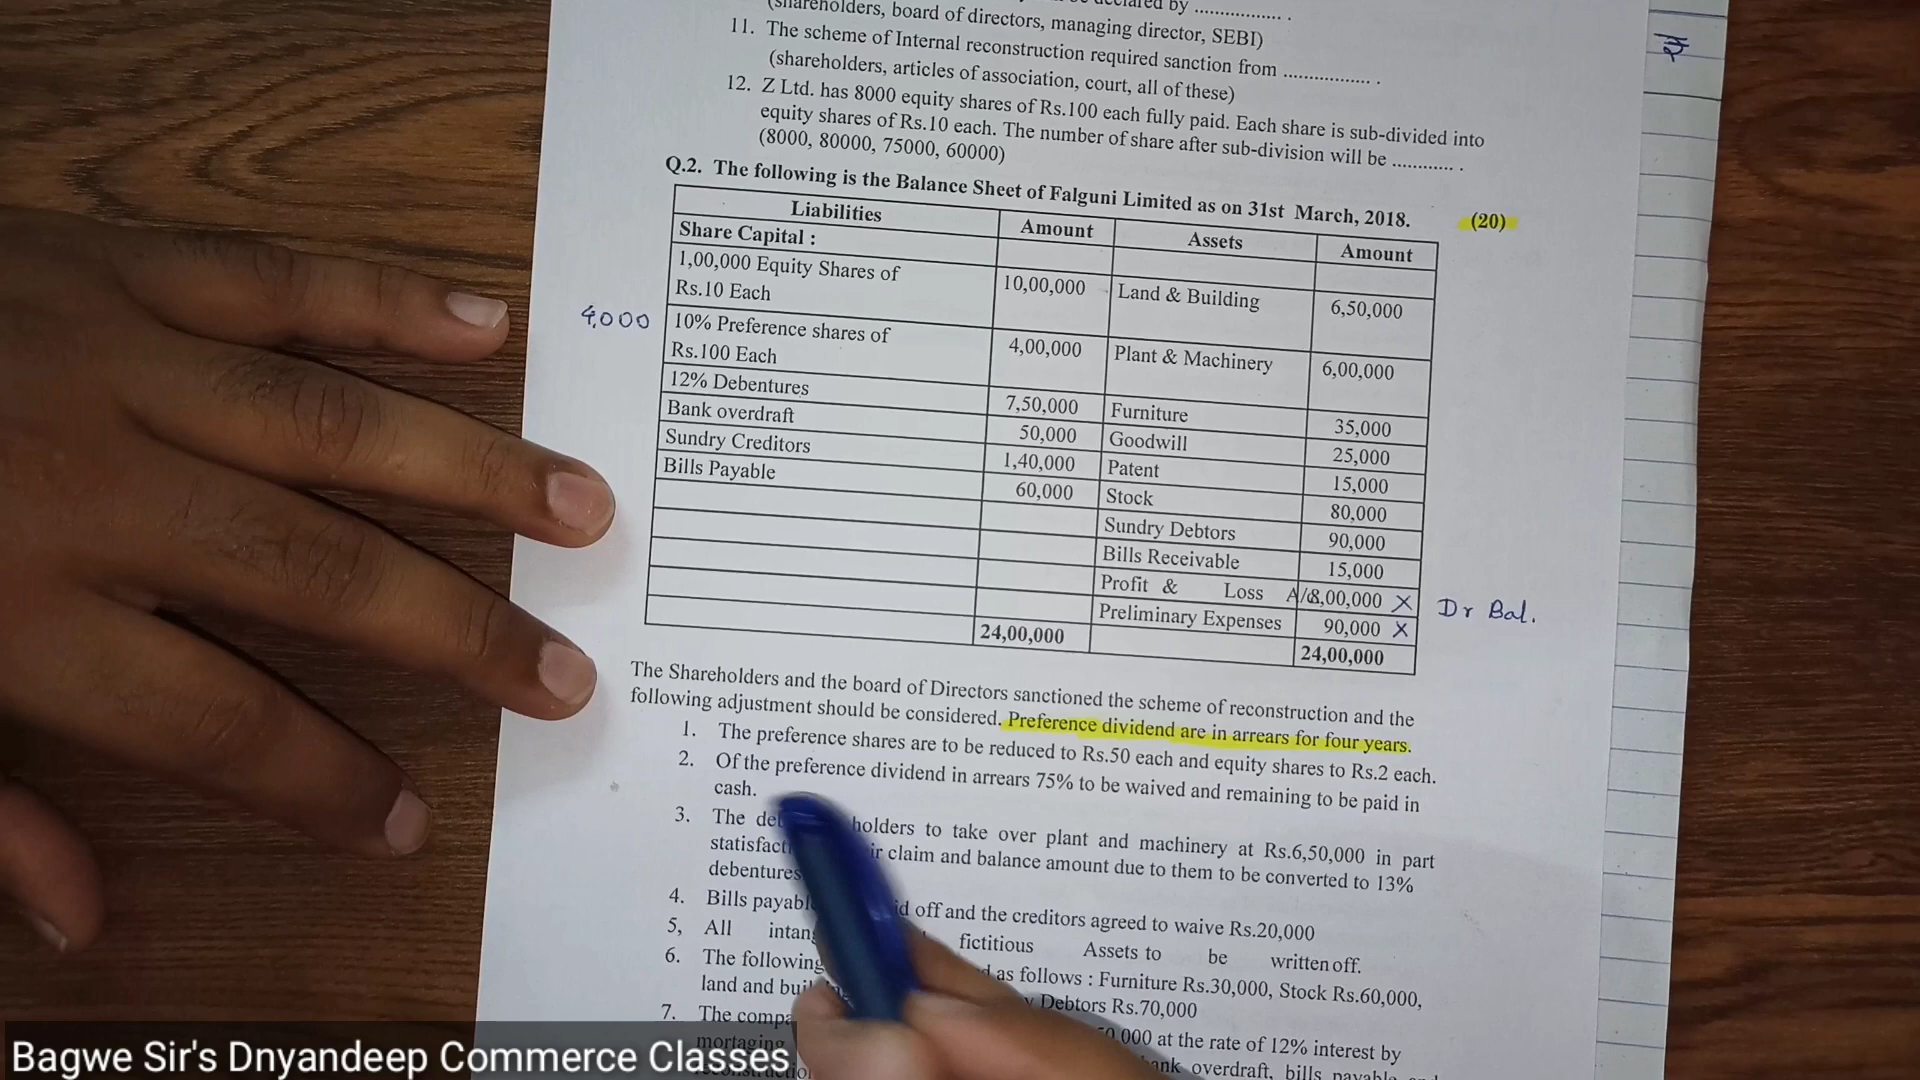 declared by ................ .
(shareholders, board of directors, managing director, SEBI)
11. The scheme of Internal reconstruction required sanction from ................ .
(shareholders, articles of association, court, all of these)
12. Z Ltd. has 8000 equity shares of Rs.100 each fully paid. Each share is sub-divided into
equity shares of Rs.10 each. The number of share after sub-division will be ............ .
(8000, 80000, 75000, 60000)
Q.2. The following is the Balance Sheet of Falguni Limited as on 31st March, 2018. (20)
Liabilities Amount Assets Amount
Share Capital :
1,00,000 Equity Shares of
Rs.10 Each 10,00,000 Land & Building 6,50,000
4,000 10% Preference shares of
Rs.100 Each 4,00,000 Plant & Machinery 6,00,000
12% Debentures 7,50,000 Furniture 35,000
Bank overdraft 50,000 Goodwill 25,000
Sundry Creditors 1,40,000 Patent 15,000
Bills Payable 60,000 Stock 80,000
Sundry Debtors 90,000
Bills Receivable 15,000
Profit & Loss A/8,00,000 X Dr Bal.
Preliminary Expenses 90,000 X
24,00,000 24,00,000
The Shareholders and the board of Directors sanctioned the scheme of reconstruction and the
following adjustment should be considered. Preference dividend are in arrears for four years.
1. The preference shares are to be reduced to Rs.50 each and equity shares to Rs.2 each.
2. Of the preference dividend in arrears 75% to be waived and remaining to be paid in
cash.
3. The holders to take over plant and machinery at Rs.6,50,000 in part
claim and balance amount due to them to be converted to 13%
debentures
4. Bills off and the creditors agreed to waive Rs.20,000
5, All fictitious Assets to be written off.
6. The following as follows : Furniture Rs.30,000, Stock Rs.60,000,
land and Debtors Rs.70,000
7. The at the rate of 12% interest by
mortaging overdraft, bills
₹
Bagwe Sir's Dnyandeep Commerce Classes